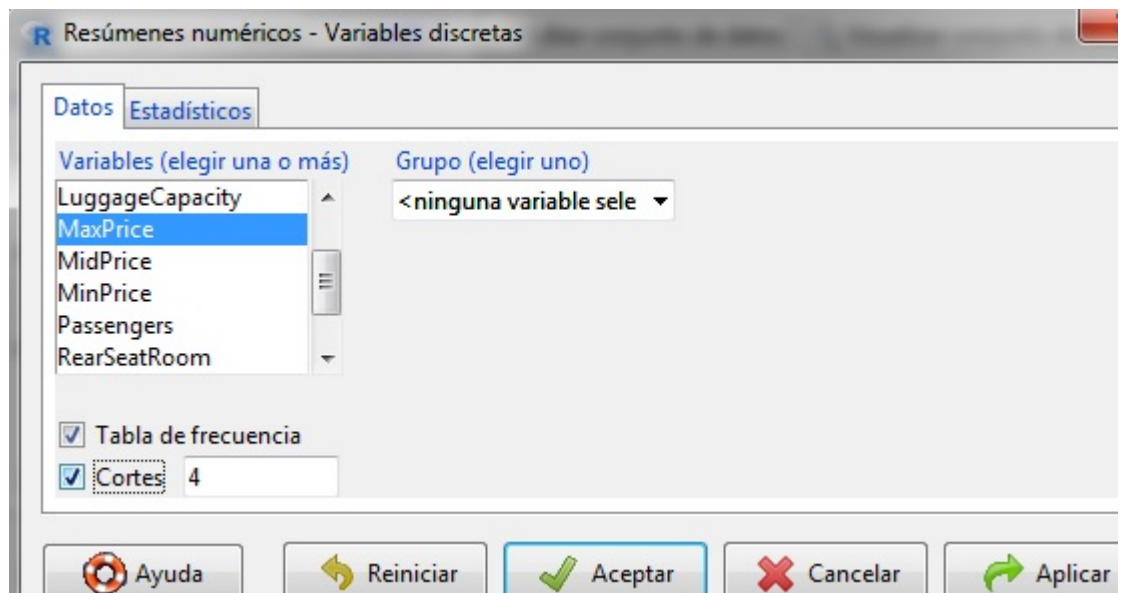 R Resúmenes numéricos - Variables discretas
Datos Estadísticos
Variables (elegir una o más) Grupo (elegir uno)
LuggageCapacity <ninguna variable sele
MaxPrice
MidPrice
MinPrice
Passengers
RearSeatRoom
Tabla de frecuencia
Cortes 4
Ayuda Reiniciar Aceptar Cancelar Aplicar